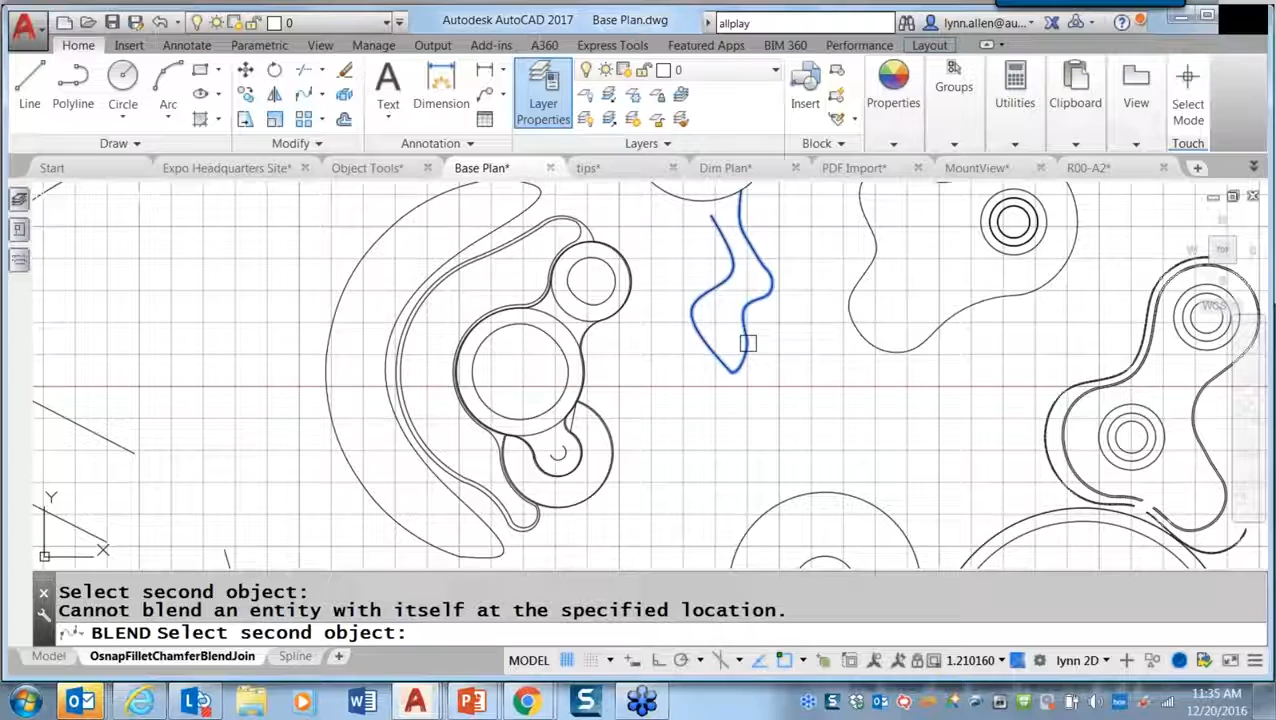 Autodesk AutoCAD 2017 Base Plan.dwg
0
allplay
lynn.allen@au...
Home Insert Annotate Parametric View Manage Output Add-ins A360 Express Tools Featured Apps BIM 360 Performance Layout
0
Line Polyline Circle Arc
Text Dimension
Layer Properties
Insert
Properties
Groups
Utilities
Clipboard
View
Select Mode
Draw Modify Annotation Layers Block Touch
Start Expo Headquarters Site* Object Tools* Base Plan* tips* Dim Plan* PDF Import* MountView* R00-A2*
W TOP
WCS
Y
X
Select second object:
Cannot blend an entity with itself at the specified location.
BLEND Select second object:
Model OsnapFilletChamferBlendJoin Spline
MODEL 1.210160 lynn 2D
11:35 AM
12/20/2016